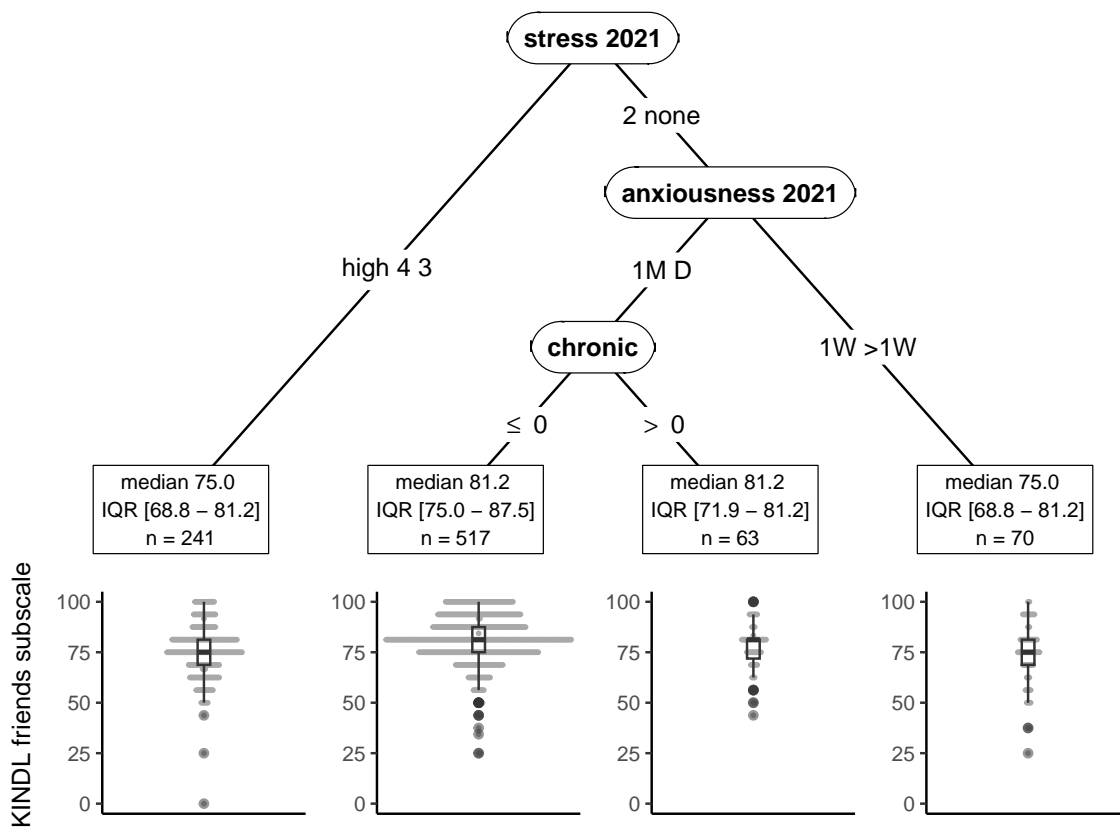 stress 2021
2 none
anxiousness 2021
high 4 3
1M D
1W >1W
chronic
≤ 0
> 0
median 75.0
IQR [68.8 – 81.2]
n = 241
median 81.2
IQR [75.0 – 87.5]
n = 517
median 81.2
IQR [71.9 – 81.2]
n = 63
median 75.0
IQR [68.8 – 81.2]
n = 70
KINDL friends subscale
100
75
50
25
0
100
75
50
25
0
100
75
50
25
0
100
75
50
25
0